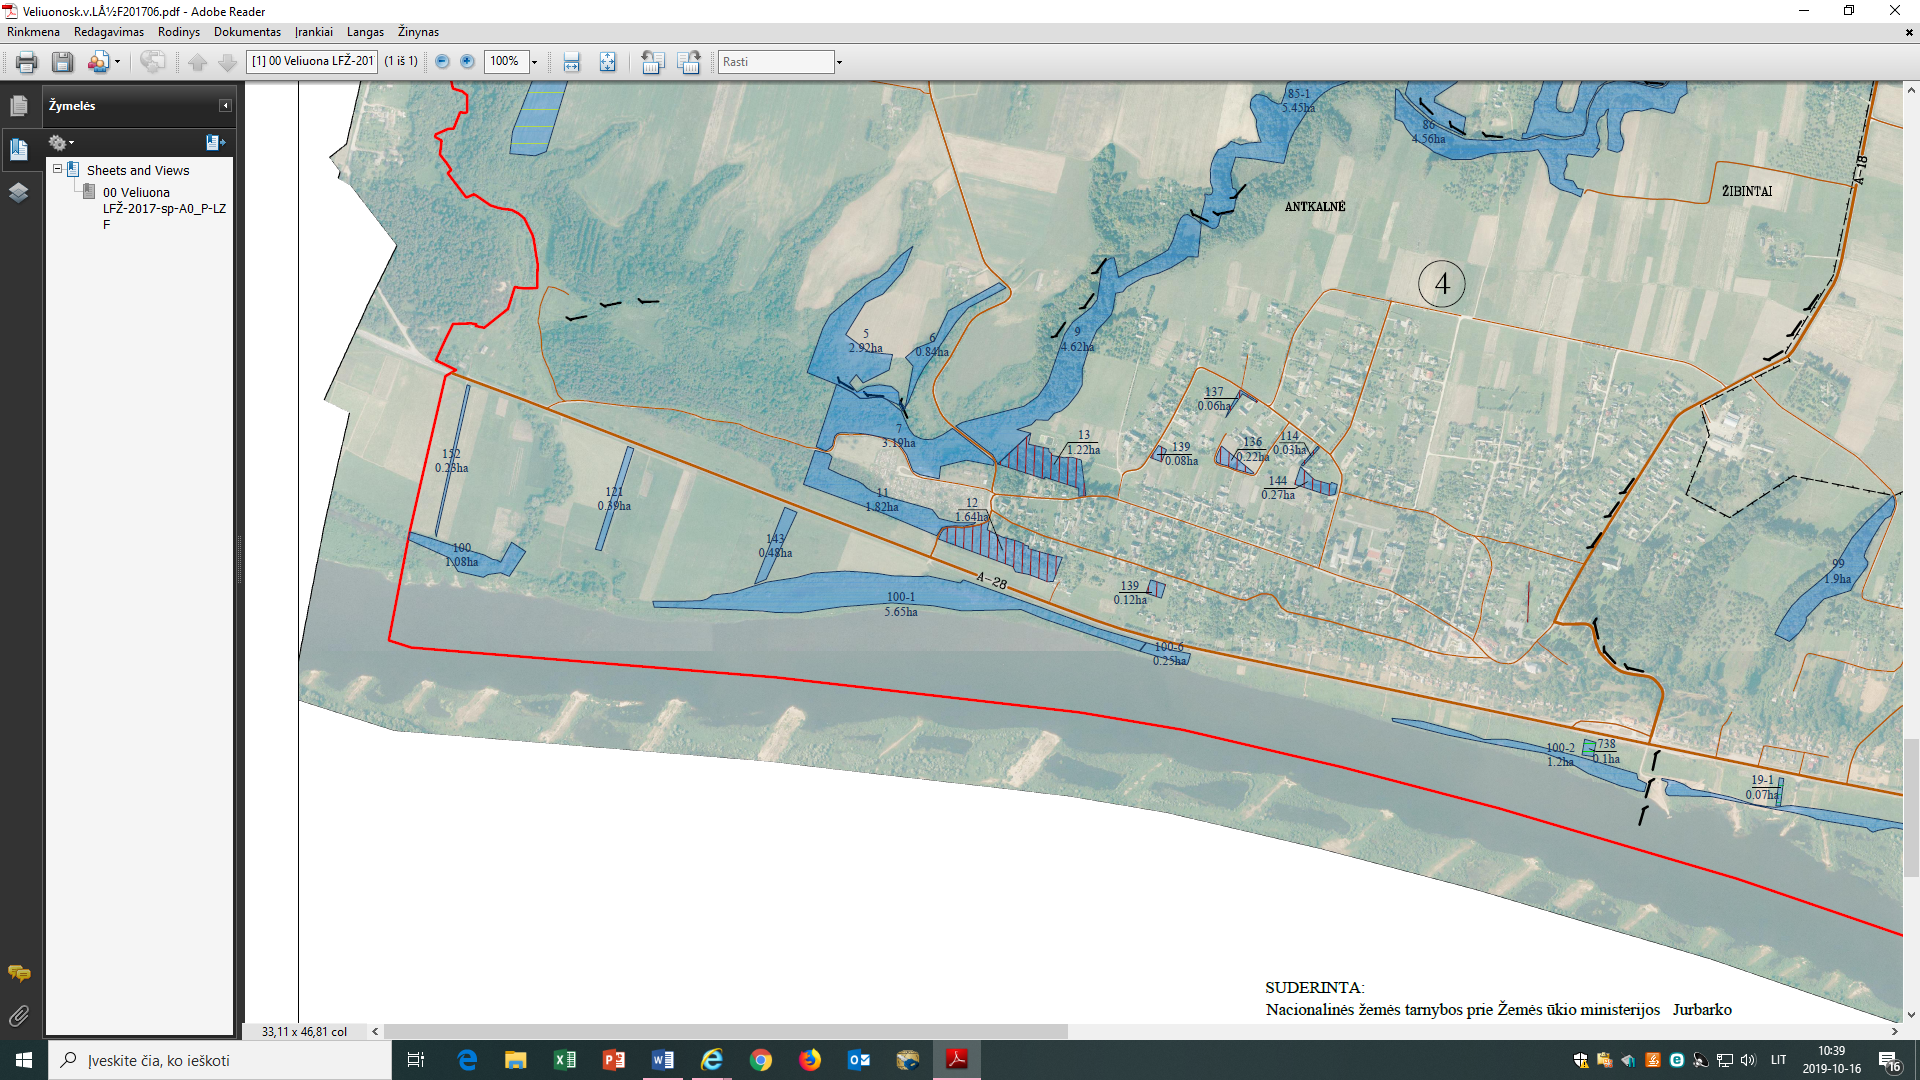 Veliuonosk.v.LÅ½F201706.pdf - Adobe Reader
Rinkmena Redagavimas Rodinys Dokumentas Įrankiai Langas Žinynas
[1] 00 Veliuona LFŽ-201 (1 iš 1) 100% Rasti
Žymelės
Sheets and Views
00 Veliuona
LFŽ-2017-sp-A0_P-LZ
F
85-1
5.45ha
86
4.56ha
A-18
ŽIBINTAI
ANTKALNĖ
4
5
2.92ha
6
0.84ha
9
4.62ha
137
0.06ha
7
3.19ha
13
1.22ha
139
0.08ha
136
0.22ha
114
0.03ha
144
0.27ha
152
0.23ha
121
0.39ha
11
1.82ha
12
1.64ha
143
0.48ha
100
1.08ha
A-28
139
0.12ha
100-1
5.65ha
100-6
0.25ha
99
1.9ha
100-2
1.2ha
738
0.1ha
19-1
0.07ha
SUDERINTA:
Nacionalinės žemės tarnybos prie Žemės ūkio ministerijos Jurbarko
33,11 x 46,81 col
Įveskite čia, ko ieškoti
LIT
10:39
2019-10-16
16